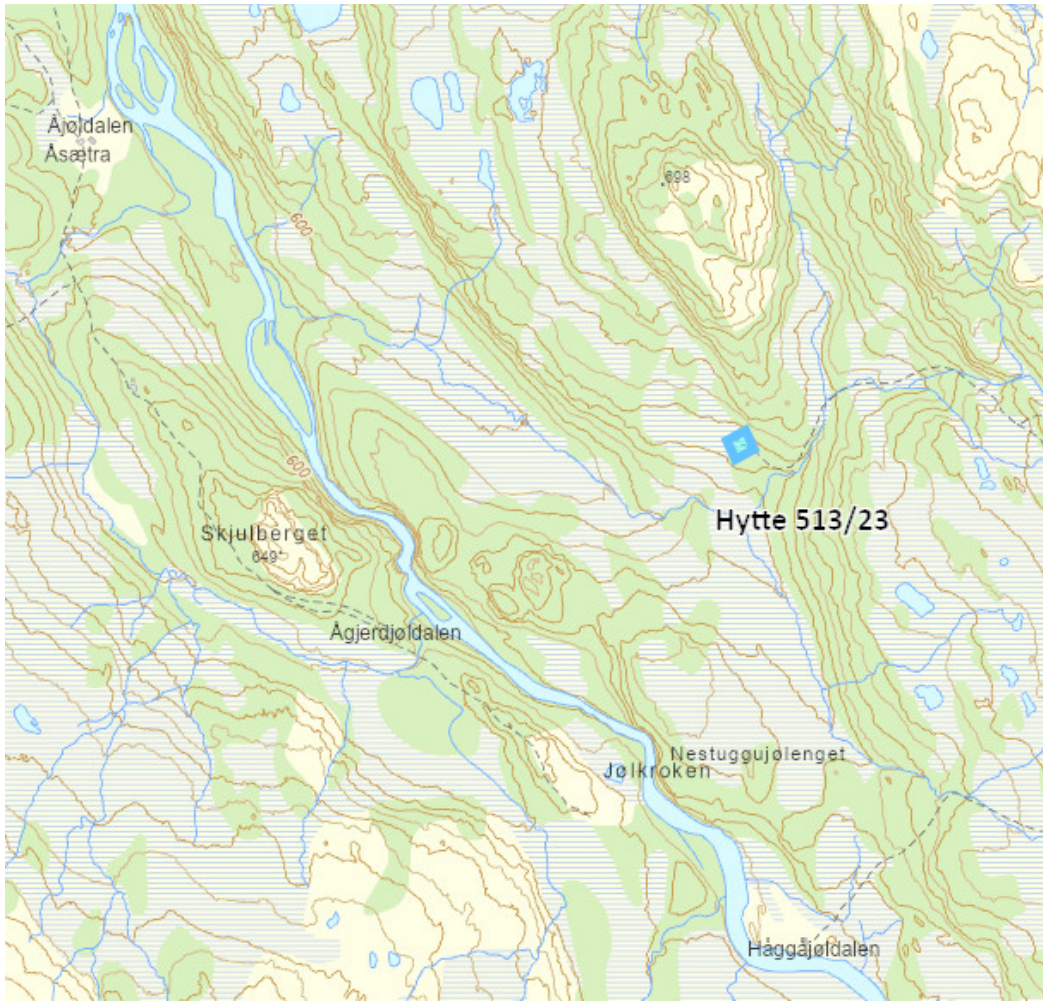 Åjøldalen
Åsætra
698
600
600
Hytte 513/23
Skjulberget
649
Ågjerdjøldalen
Nestuggujølenget
Jølkroken
Håggåjøldalen